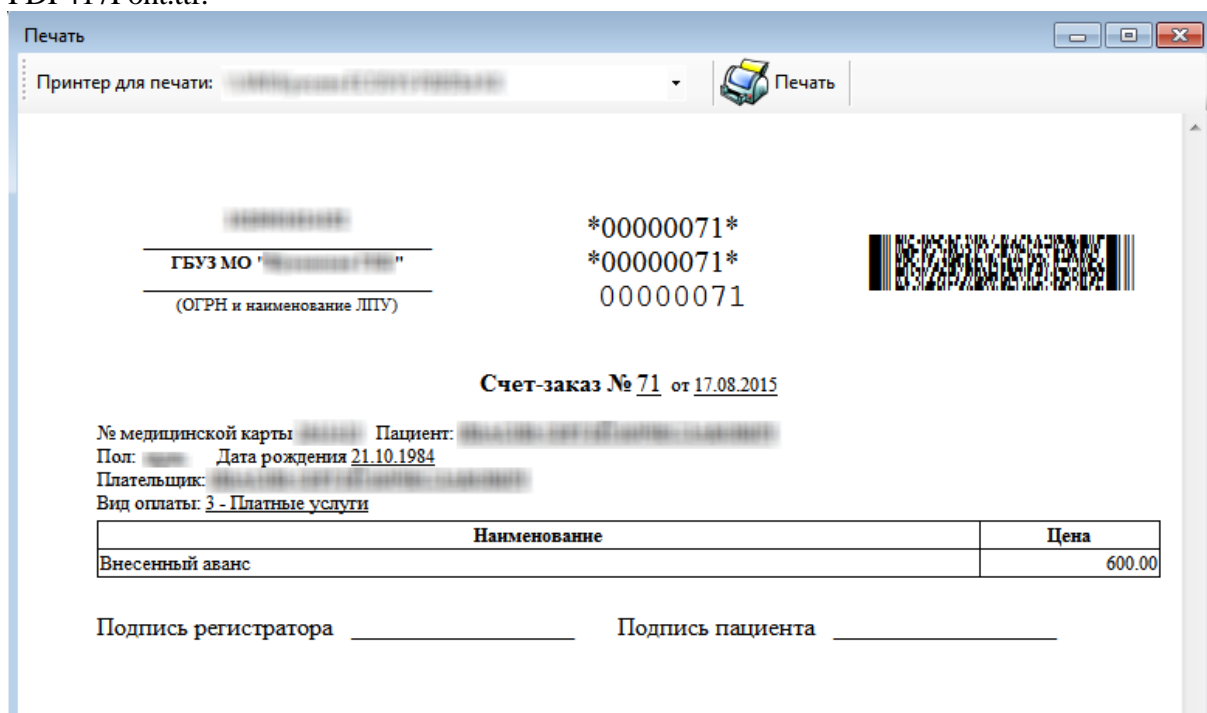 PDF417Font.ttf.
Печать
Принтер для печати:
Печать
*00000071*
ГБУЗ МО " "
*00000071*
(ОГРН и наименование ЛПУ)
00000071
Счет-заказ № 71 от 17.08.2015
№ медицинской карты Пациент:
Пол: Дата рождения 21.10.1984
Плательщик:
Вид оплаты: 3 - Платные услуги
Наименование Цена
Внесенный аванс 600.00
Подпись регистратора Подпись пациента